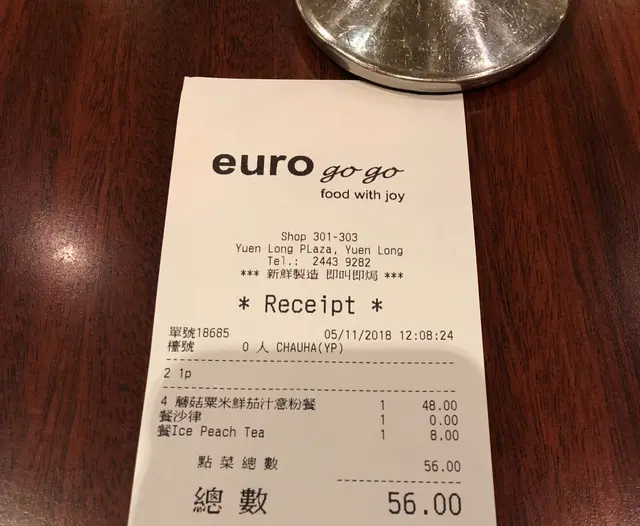 euro go go
food with joy
Shop 301-303
Yuen Long PLaza, Yuen Long
Tel.: 2443 9282
*** 新鮮製造 即叫即焗 ***
* Receipt *
單號18685 05/11/2018 12:08:24
檯號 0 人 CHAUHA(YP)
2 1p
4 蘑菇粟米鮮茄汁意粉餐 1 48.00
餐沙律 1 0.00
餐Ice Peach Tea 1 8.00
點菜總數 56.00
總數 56.00